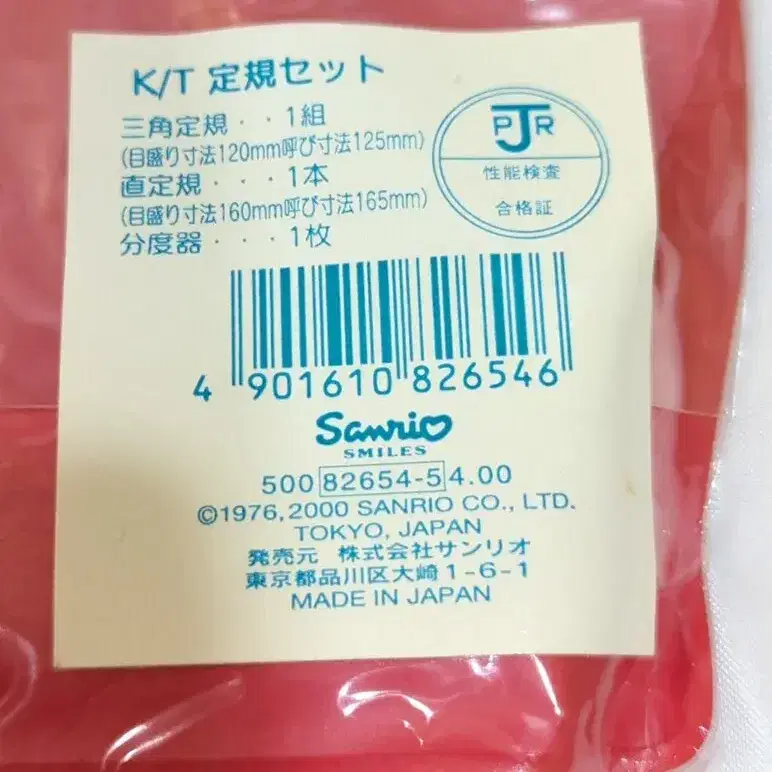 K/T 定規セット
三角定規・・1組
(目盛り寸法120mm呼び寸法125mm)
直定規・・・1本
(目盛り寸法160mm呼び寸法165mm)
分度器・・・1枚
PJR
性能検査
合格証
4 901610 826546
Sanrio
SMILES
500 82654-5 4.00
©1976,2000 SANRIO CO., LTD.
TOKYO, JAPAN
発売元 株式会社サンリオ
東京都品川区大崎1-6-1
MADE IN JAPAN